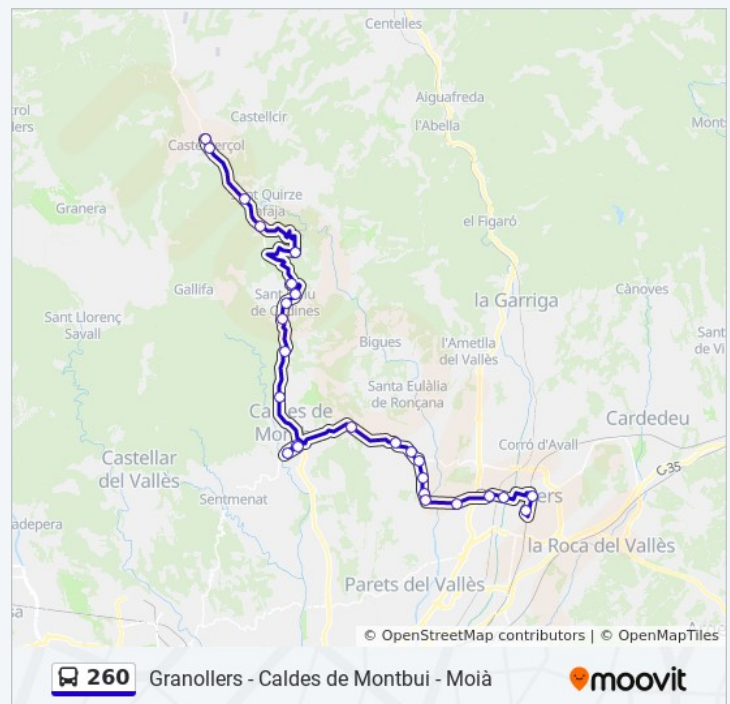 Centelles
Aiguafreda
l'Abella
Castellcir
Granera
el Figaró
Gallifa
Cànoves
Sant Llorenç
Savall
la Garriga
Bigues
l'Ametlla
del Vallès
Santa Eulàlia
de Ronçana
Cardedeu
Corró d'Avall
C-35
Castellar
del Vallès
Sentmenat
la Roca del Vallès
Parets del Vallès
© OpenStreetMap contributors | © OpenMapTiles
260 Granollers - Caldes de Montbui - Moià
moovit